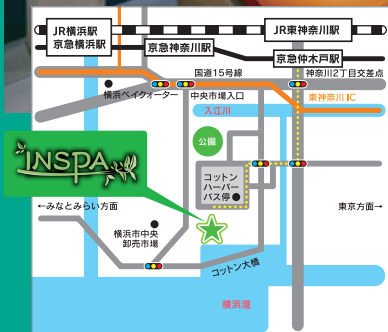 JR横浜駅
京急横浜駅
JR東神奈川駅
京急神奈川駅
京急仲木戸駅
国道15号線
神奈川2丁目交差点
横浜ベイクォーター
中央市場入口
東神奈川IC
入江川
公園
INSPA
コットン
ハーバー
バス停
←みなとみらい方面
東京方面→
横浜市中央
卸売市場
コットン大橋
横浜港